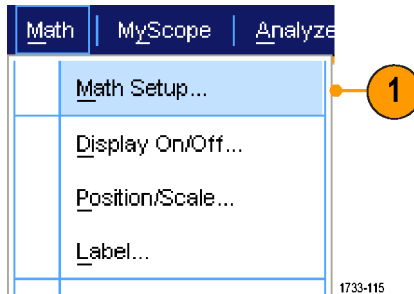 Math | MyScope | Analyze
Math Setup...
1
Display On/Off...
Position/Scale...
Label...
1733-115